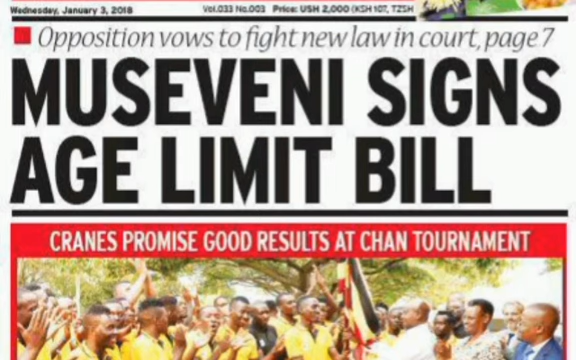 Wednesday, January 3, 2018 Vol.033 No.003 Price: USH 2,000 (KSH 107, TZSH
Opposition vows to fight new law in court, page 7
MUSEVENI SIGNS
AGE LIMIT BILL
CRANES PROMISE GOOD RESULTS AT CHAN TOURNAMENT